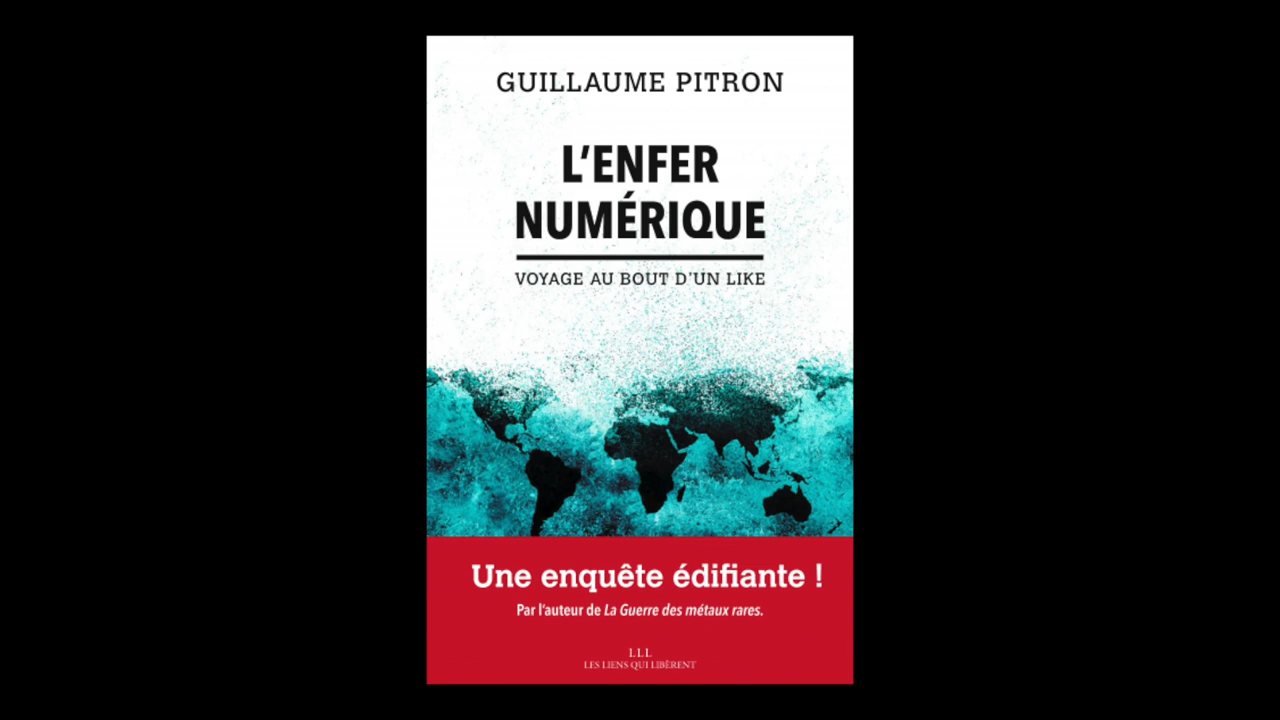 GUILLAUME PITRON
L'ENFER
NUMÉRIQUE
VOYAGE AU BOUT D'UN LIKE
Une enquête édifiante !
Par l'auteur de La Guerre des métaux rares.
LLL
LES LIENS QUI LIBÈRENT